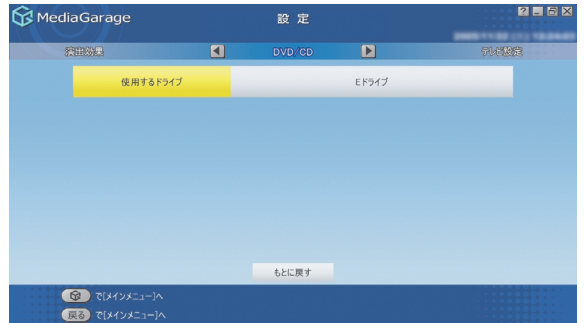 MediaGarage
設 定
演出効果
DVD/CD
テレビ設定
使用するドライブ
Eドライブ
もとに戻す
で[メインメニュー]へ
戻る で[メインメニュー]へ